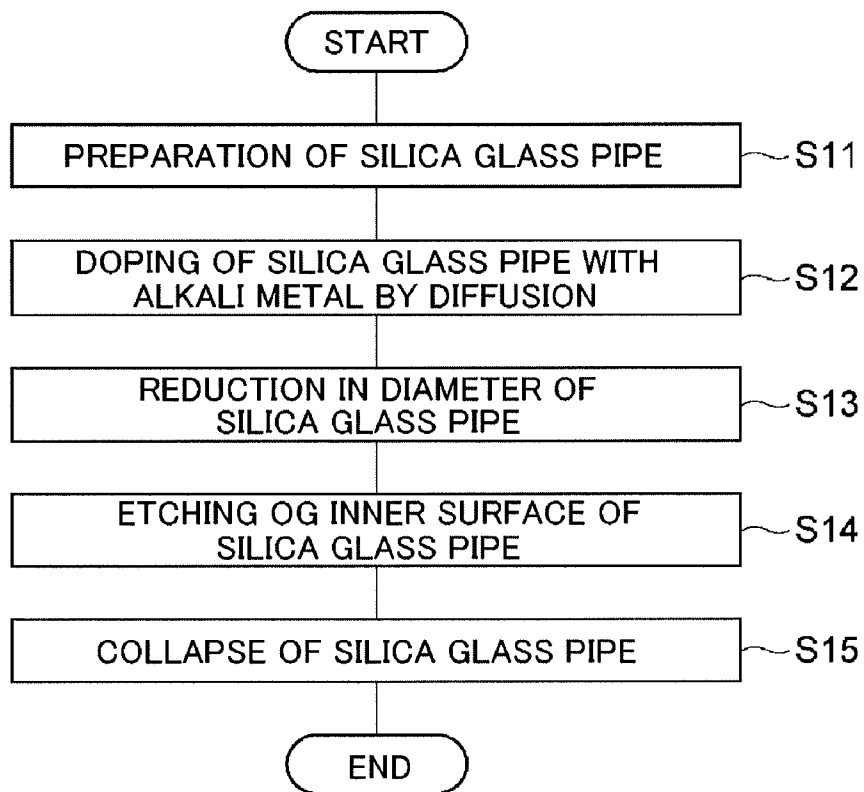 START
PREPARATION OF SILICA GLASS PIPE
S11
DOPING OF SILICA GLASS PIPE WITH
ALKALI METAL BY DIFFUSION
S12
REDUCTION IN DIAMETER OF
SILICA GLASS PIPE
S13
ETCHING OG INNER SURFACE OF
SILICA GLASS PIPE
S14
COLLAPSE OF SILICA GLASS PIPE
S15
END